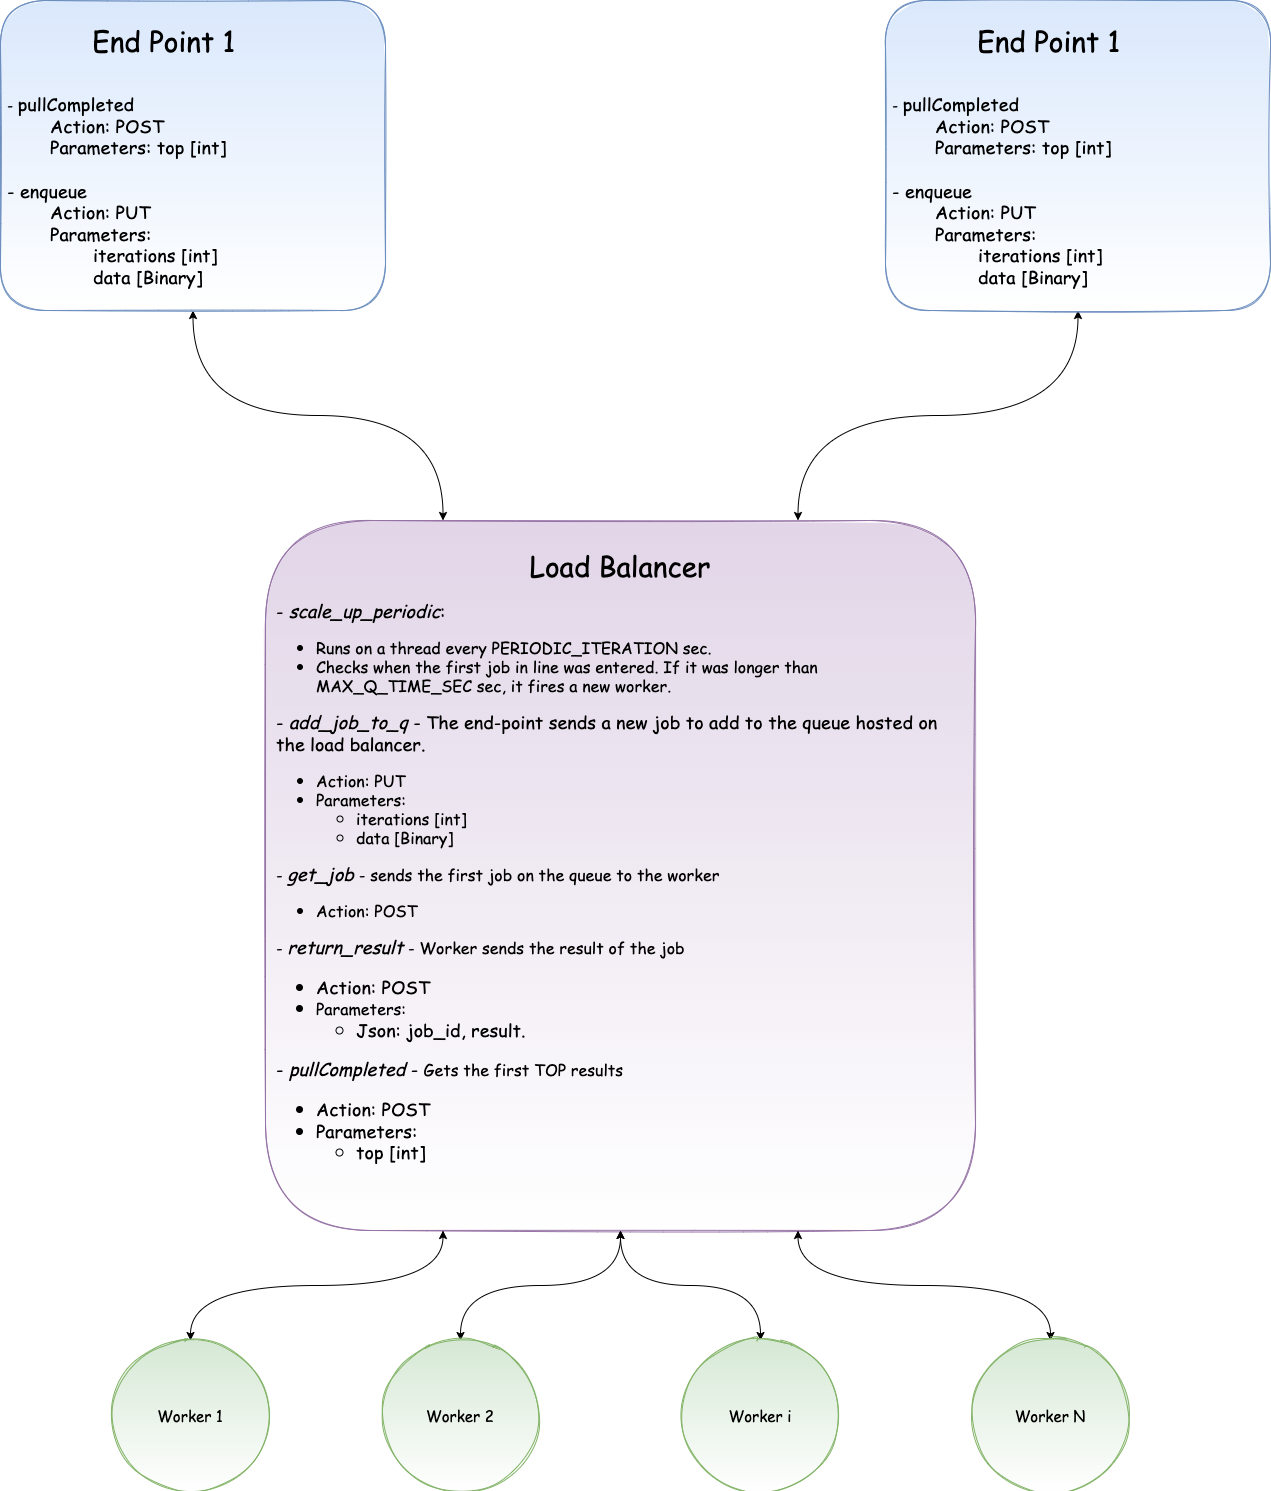 End Point 1
- pullCompleted
Action: POST
Parameters: top [int]
- enqueue
Action: PUT
Parameters:
iterations [int]
data [Binary]
End Point 1
- pullCompleted
Action: POST
Parameters: top [int]
- enqueue
Action: PUT
Parameters:
iterations [int]
data [Binary]
Load Balancer
- scale_up_periodic:
• Runs on a thread every PERIODIC_ITERATION sec.
• Checks when the first job in line was entered. If it was longer than
MAX_Q_TIME_SEC sec, it fires a new worker.
- add_job_to_q - The end-point sends a new job to add to the queue hosted on
the load balancer.
• Action: PUT
• Parameters:
○ iterations [int]
○ data [Binary]
- get_job - sends the first job on the queue to the worker
• Action: POST
- return_result - Worker sends the result of the job
• Action: POST
• Parameters:
○ Json: job_id, result.
- pullCompleted - Gets the first TOP results
• Action: POST
• Parameters:
○ top [int]
Worker 1
Worker 2
Worker i
Worker N